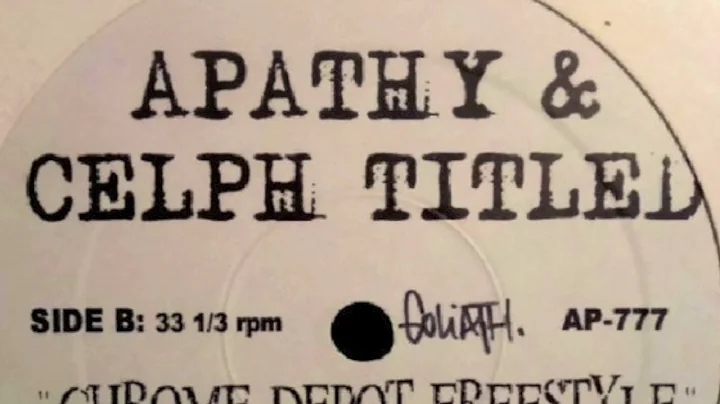 APATHY &
CELPH TITLED
SIDE B: 33 1/3 rpm GOLIATH. AP-777
"CHROME DEPOT FREESTYLE"